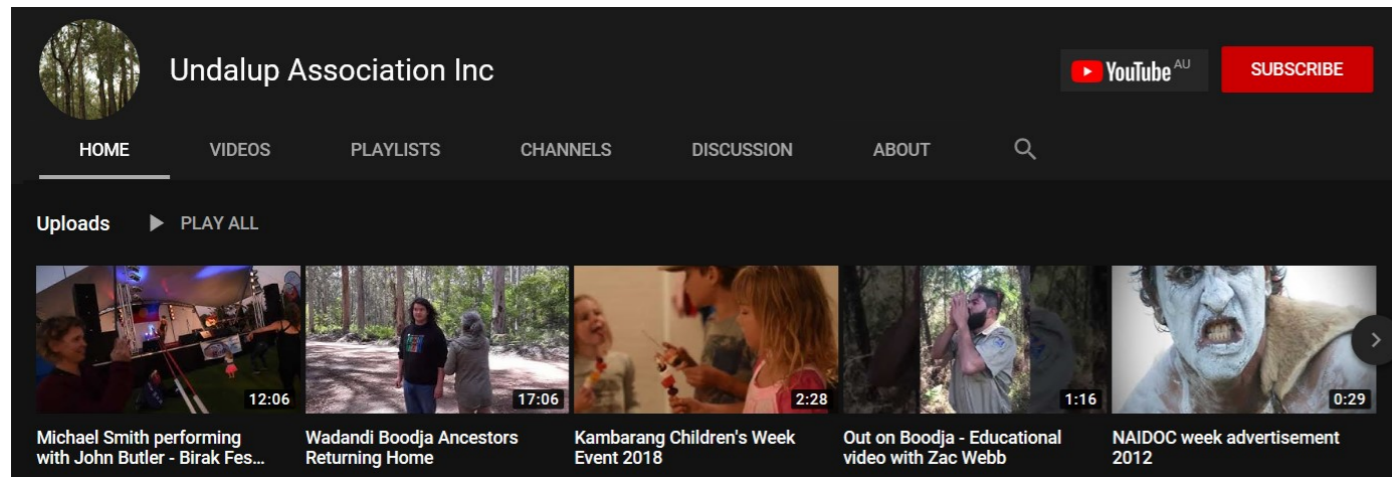 Undalup Association Inc
YouTube AU
SUBSCRIBE
HOME VIDEOS PLAYLISTS CHANNELS DISCUSSION ABOUT
Uploads PLAY ALL
12:06 17:06 2:28 1:16 0:29
Michael Smith performing
with John Butler - Birak Fes...
Wadandi Boodja Ancestors
Returning Home
Kambarang Children's Week
Event 2018
Out on Boodja - Educational
video with Zac Webb
NAIDOC week advertisement
2012